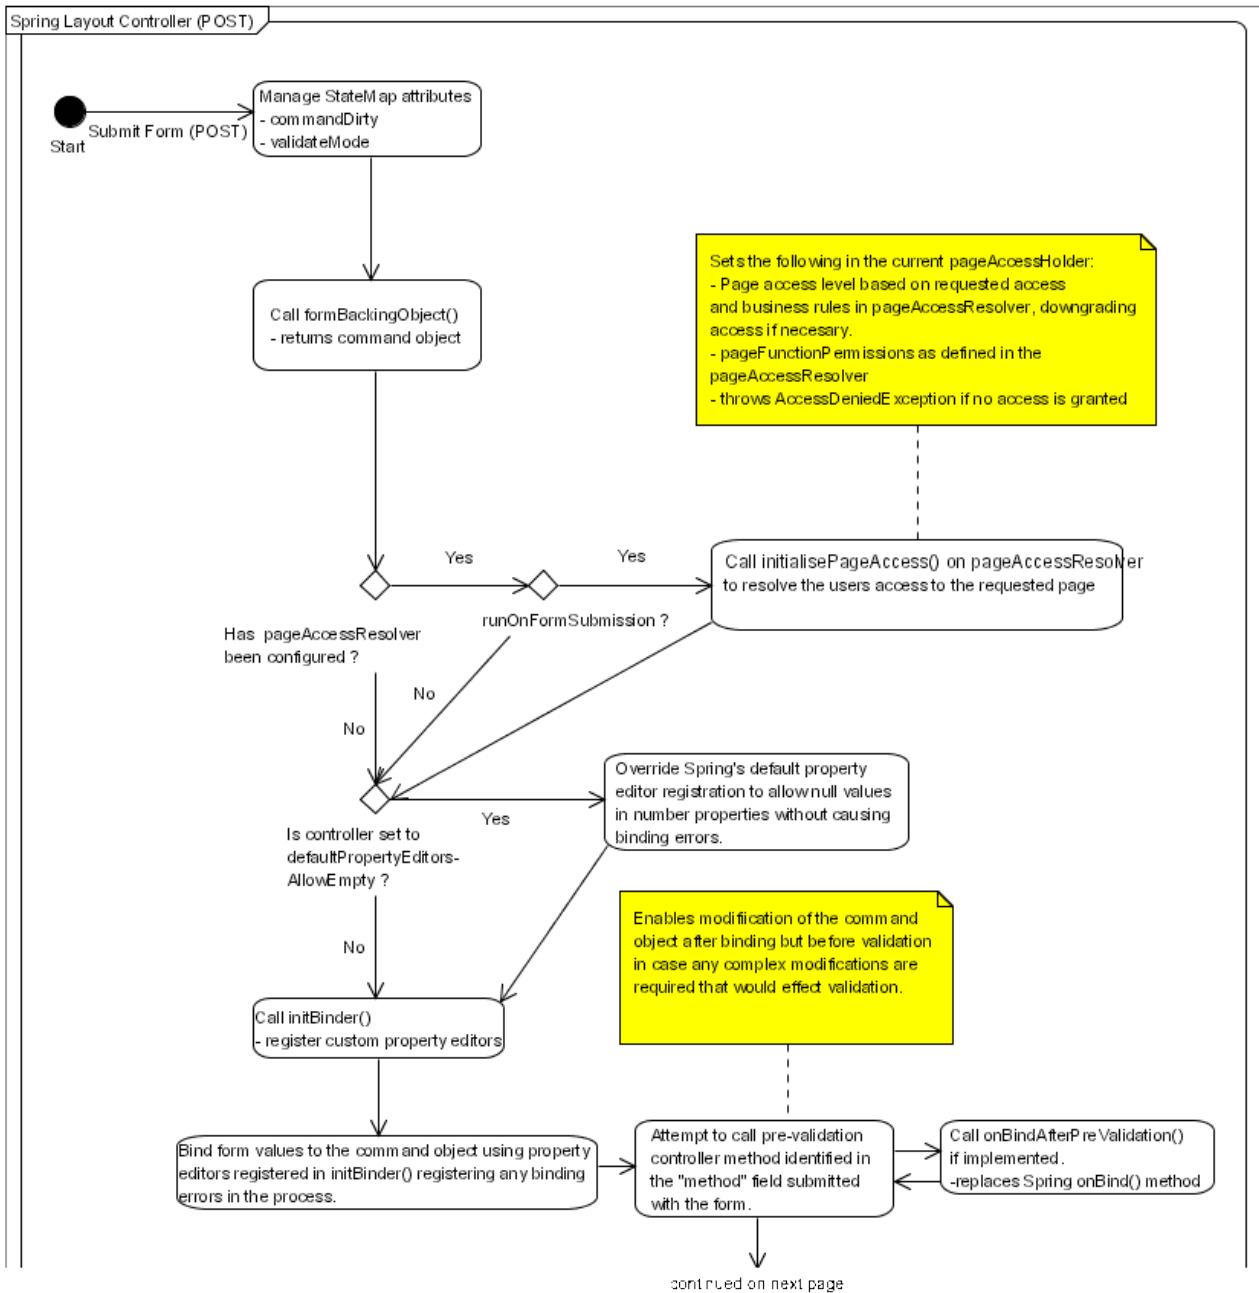 Spring Layout Controller (POST)
Manage StateMap attributes
- commandDirty
- validateMode
Submit Form (POST)
Start
Call formBackingObject()
- returns command object
Sets the following in the current pageAccessHolder:
- Page access level based on requested access
and business rules in pageAccessResolver, downgrading
access if necesary.
- pageFunctionPermissions as defined in the
pageAccessResolver
- throws AccessDeniedException if no access is granted
Yes
Yes
Call initialisePageAccess() on pageAccessResolver
to resolve the users access to the requested page
runOnFormSubmission ?
Has pageAccessResolver
been configured ?
No
No
Override Spring's default property
editor registration to allow null values
in number properties without causing
binding errors.
Yes
Is controller set to
defaultPropertyEditors-
AllowEmpty ?
Enables modifiication of the command
object after binding but before validation
in case any complex modifications are
required that would effect validation.
No
Call initBinder()
- register custom property editors
Bind form values to the command object using property
editors registered in initBinder() registering any binding
errors in the process.
Attempt to call pre-validation
controller method identified in
the "method" field submitted
with the form.
Call onBindAfterPreValidation()
if implemented.
-replaces Spring onBind() method
continued on next page